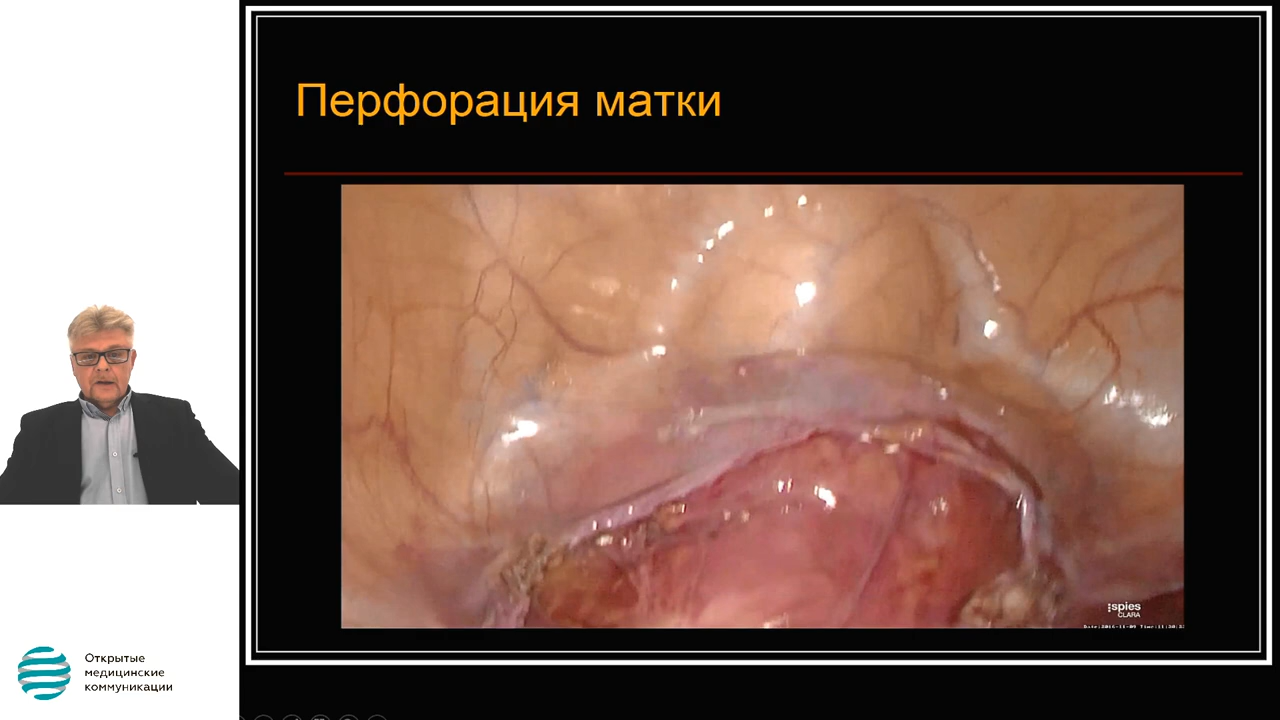 Перфорация матки
spies
CLARA
Открытые
медицинские
коммуникации